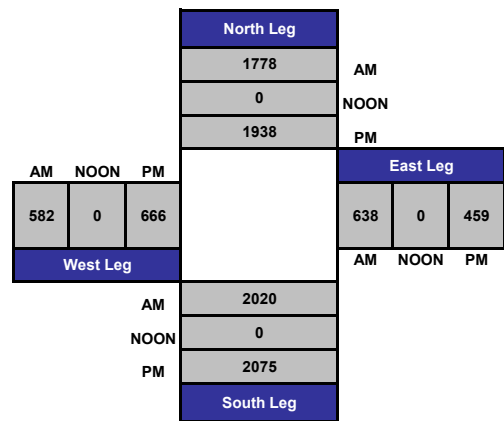 North Leg
1778 AM
0 NOON
1938 PM
AM NOON PM
East Leg
582 0 666
638 0 459
West Leg
AM NOON PM
2020 AM
0 NOON
2075 PM
South Leg